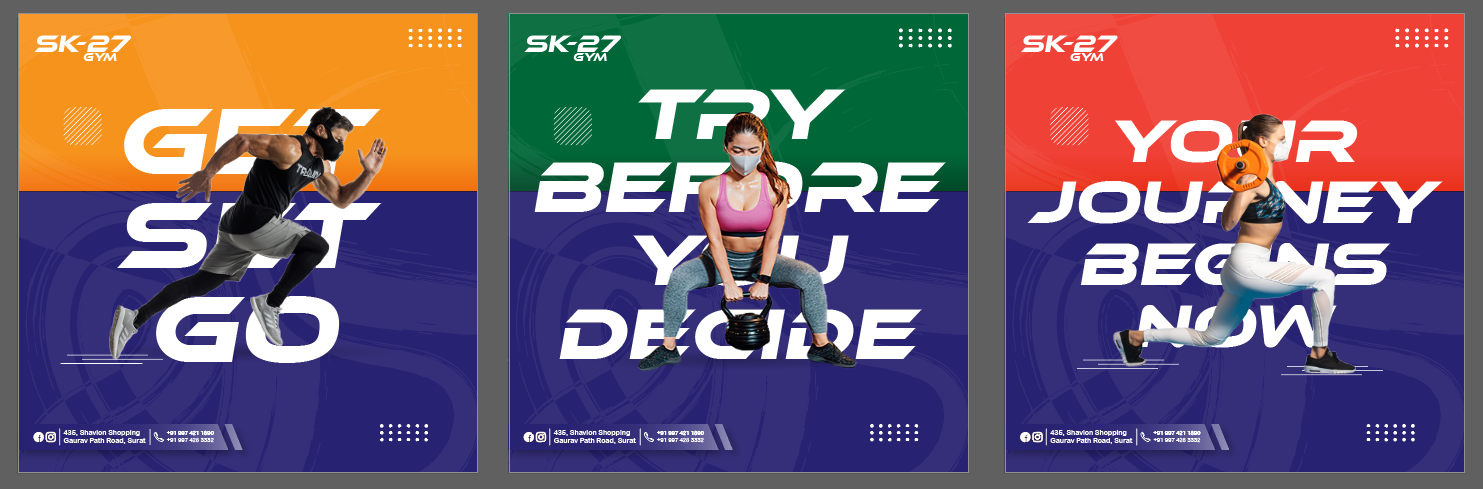 SK-27
GYM
GET
SET
GO
435, Shavlon Shopping
Gaurav Path Road, Surat
+91 997 421 1890
+91 997 425 3332
SK-27
GYM
TRY
BEFORE
YOU
DECIDE
435, Shavlon Shopping
Gaurav Path Road, Surat
+91 997 421 1890
+91 997 425 3332
SK-27
GYM
YOUR
JOURNEY
BEGINS
NOW
435, Shavlon Shopping
Gaurav Path Road, Surat
+91 997 421 1890
+91 997 425 3332